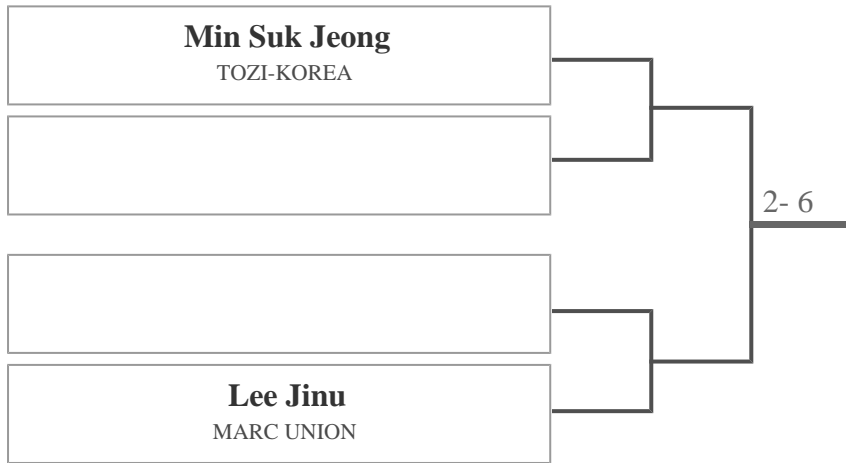 Min Suk Jeong
TOZI-KOREA
2- 6
Lee Jinu
MARC UNION